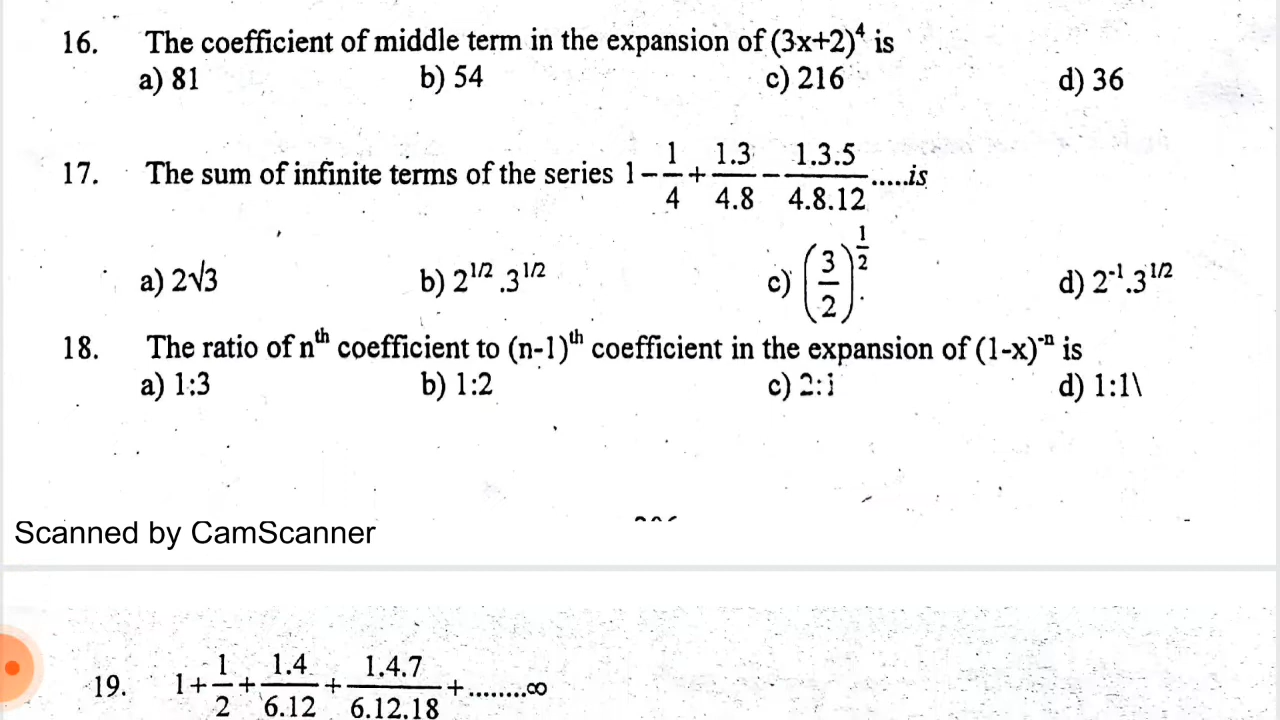 16. The coefficient of middle term in the expansion of (3x+2)⁴ is
a) 81 b) 54 c) 216 d) 36
17. The sum of infinite terms of the series 1 - 1/4 + 1.3/4.8 - 1.3.5/4.8.12 .....is
a) 2√3 b) 2^1/2 .3^1/2 c) (3/2)^1/2. d) 2^-1.3^1/2
18. The ratio of nth coefficient to (n-1)th coefficient in the expansion of (1-x)^-n is
a) 1:3 b) 1:2 c) 2:1 d) 1:1\
Scanned by CamScanner
19. 1 + 1/2 + 1.4/6.12 + 1.4.7/6.12.18 + ........∞